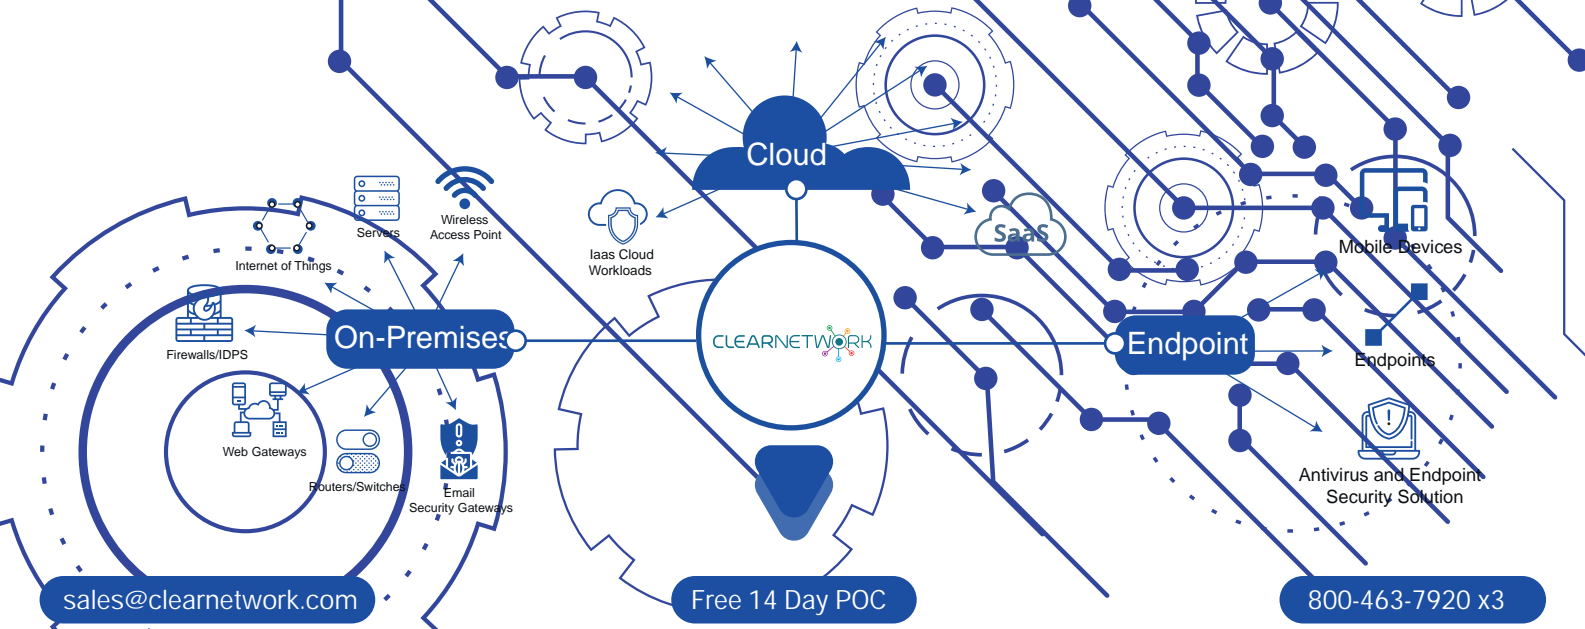 Cloud
SaaS
Wireless
Access Point
Servers
Internet of Things
Iaas Cloud
Workloads
Mobile Devices
On-Premises
CLEARNETWORK
Endpoint
Firewalls/IDPS
Endpoints
Web Gateways
Routers/Switches
Email
Security Gateways
Antivirus and Endpoint
Security Solution
sales@clearnetwork.com
Free 14 Day POC
800-463-7920 x3